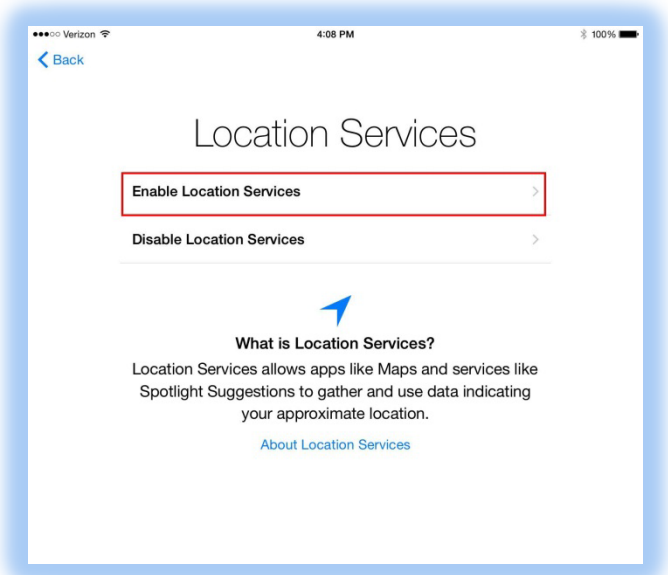 Verizon 4:08 PM 100%
Back
Location Services
Enable Location Services
Disable Location Services
What is Location Services?
Location Services allows apps like Maps and services like
Spotlight Suggestions to gather and use data indicating
your approximate location.
About Location Services